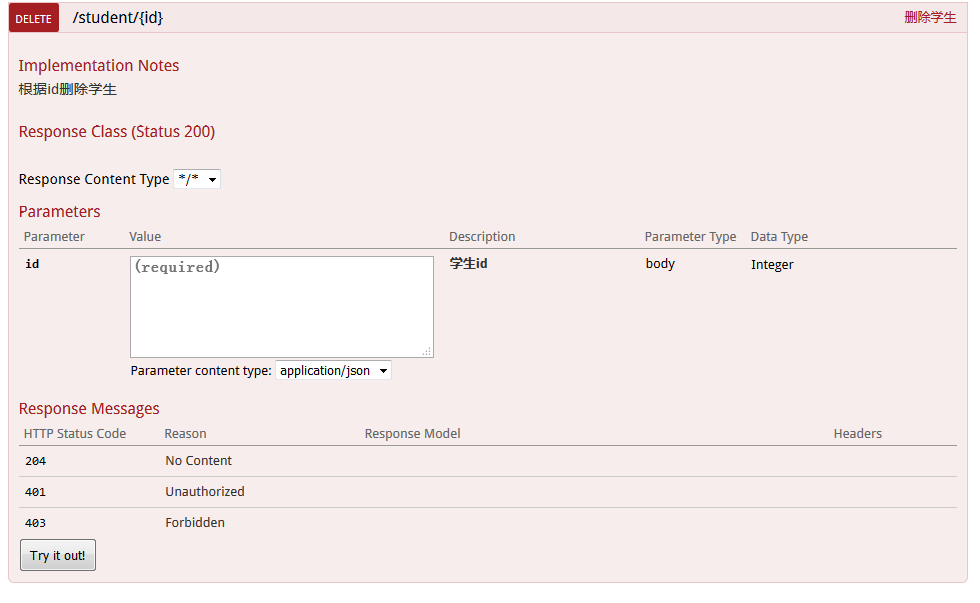 DELETE /student/{id} 删除学生
Implementation Notes
根据id删除学生
Response Class (Status 200)
Response Content Type */*
Parameters
Parameter Value Description Parameter Type Data Type
id (required) 学生id body Integer
Parameter content type: application/json
Response Messages
HTTP Status Code Reason Response Model Headers
204 No Content
401 Unauthorized
403 Forbidden
Try it out!